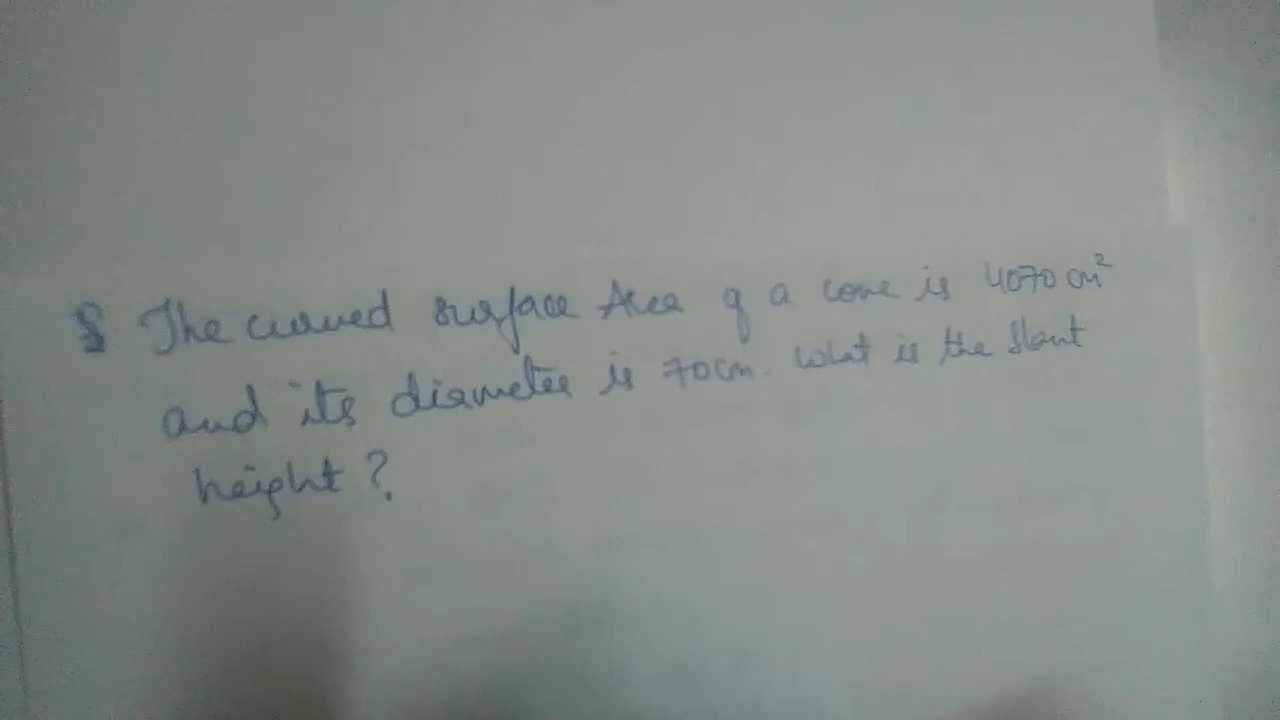 The curved surface Area of a cone is 4070 cm²
and its diameter is 70cm. What is the slant
height?